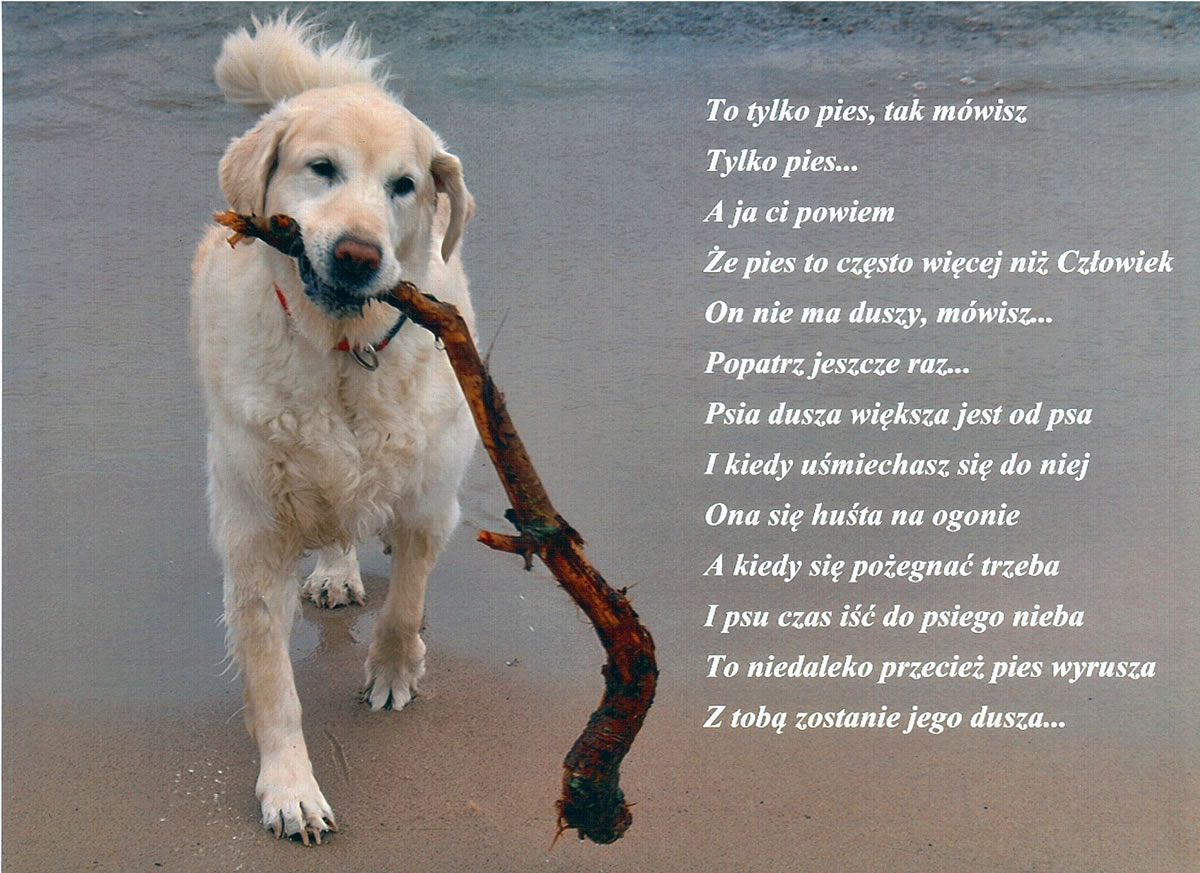 To tylko pies, tak mówisz
Tylko pies...
A ja ci powiem
Że pies to często więcej niż Człowiek
On nie ma duszy, mówisz...
Popatrz jeszcze raz...
Psia dusza większa jest od psa
I kiedy uśmiechasz się do niej
Ona się huśta na ogonie
A kiedy się pożegnać trzeba
I psu czas iść do psiego nieba
To niedaleko przecież pies wyrusza
Z tobą zostanie jego dusza...